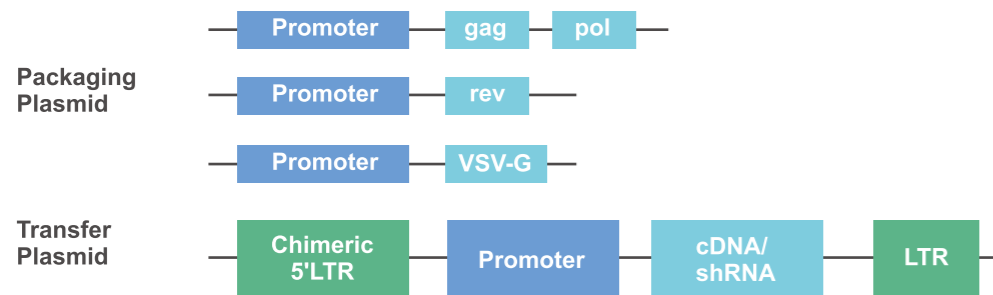 Promoter gag pol
Packaging
Plasmid
Promoter rev
Promoter VSV-G
Transfer
Plasmid
Chimeric
5'LTR
Promoter
cDNA/
shRNA
LTR